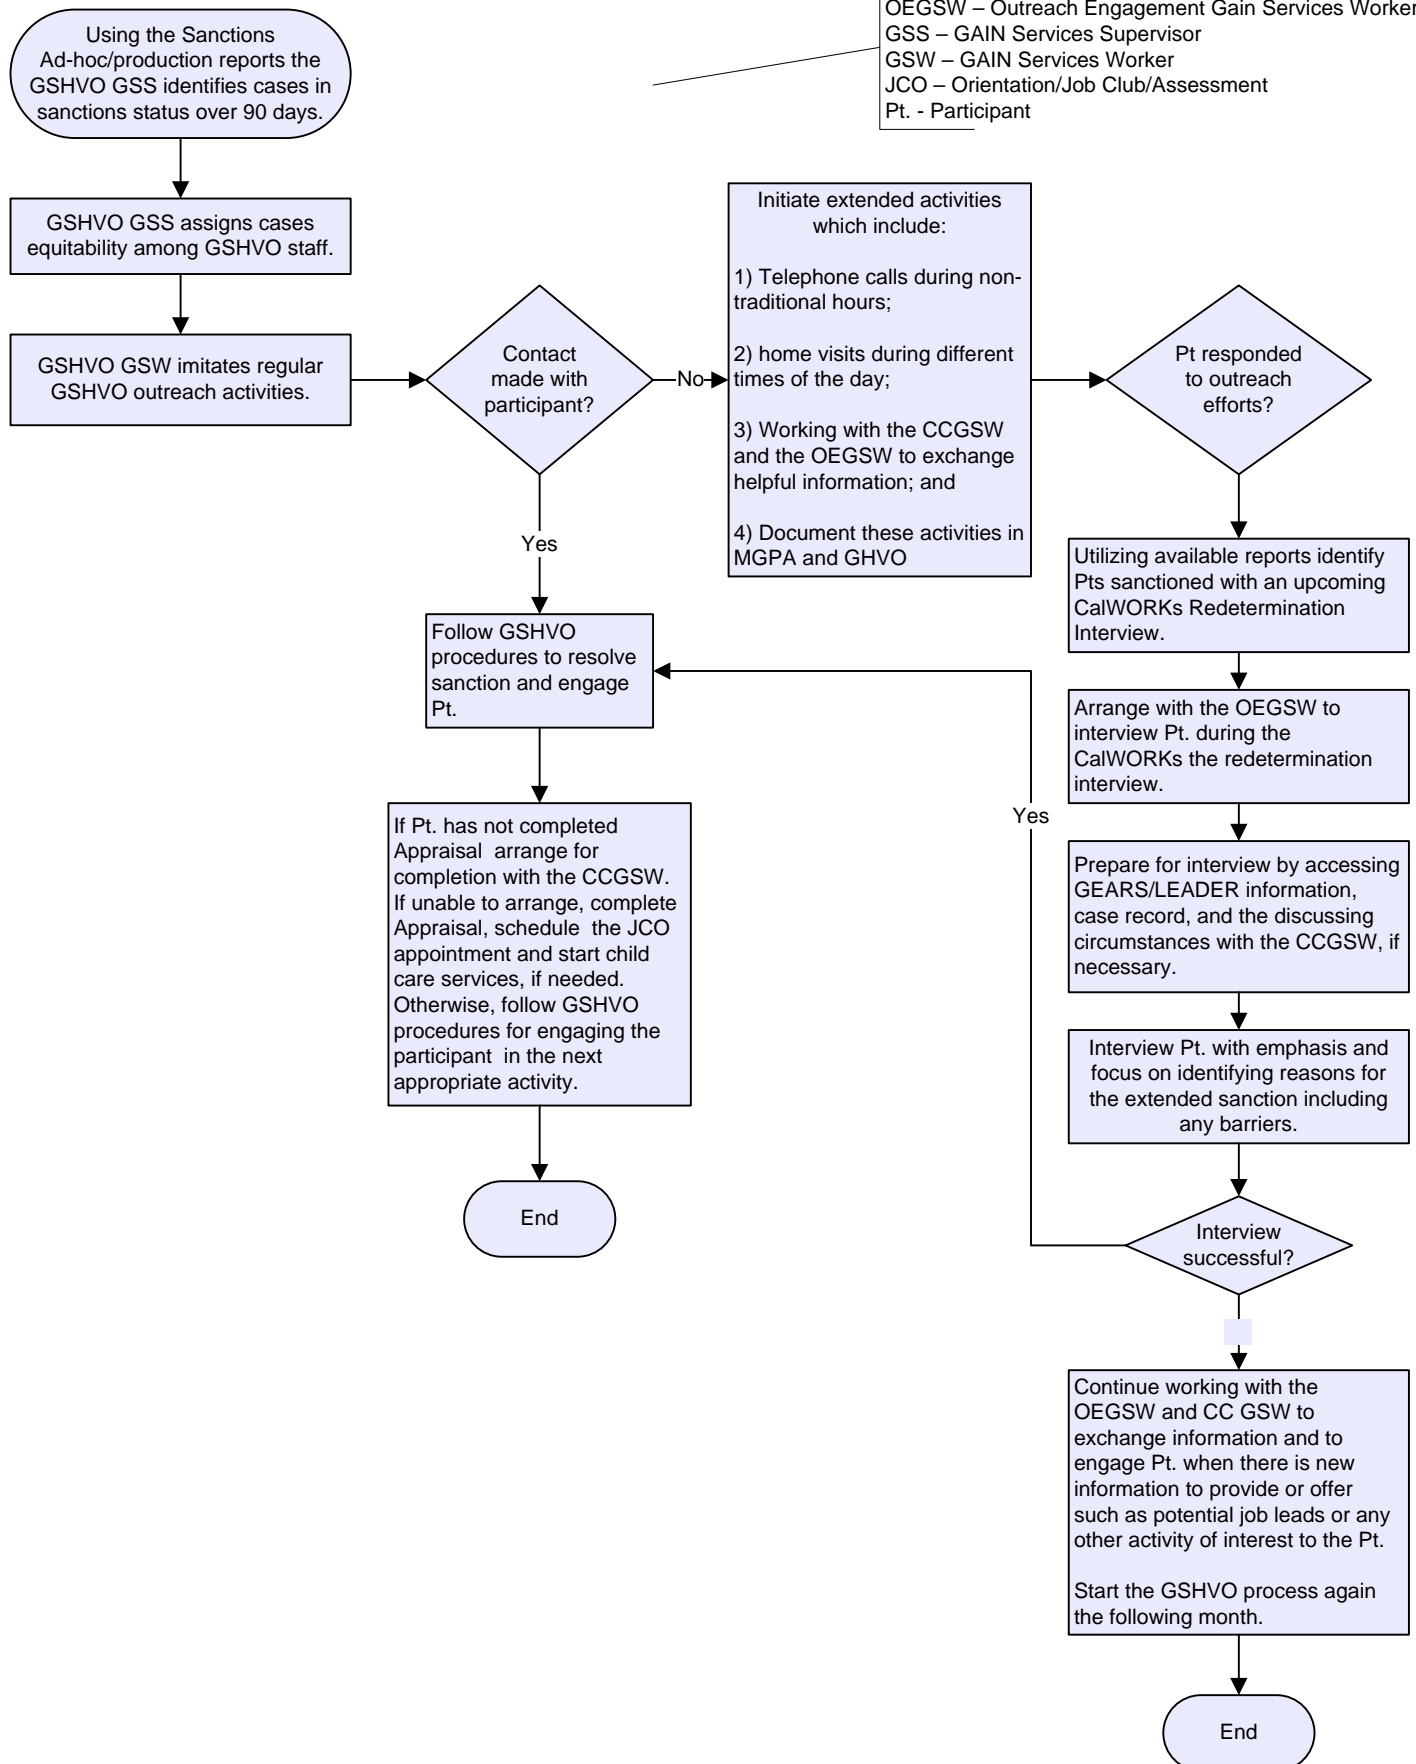 OEGSW – Outreach Engagement Gain Services Worker
GSS – GAIN Services Supervisor
GSW – GAIN Services Worker
JCO – Orientation/Job Club/Assessment
Pt. - Participant
Using the Sanctions
Ad-hoc/production reports the
GSHVO GSS identifies cases in
sanctions status over 90 days.
GSHVO GSS assigns cases
equitability among GSHVO staff.
GSHVO GSW imitates regular
GSHVO outreach activities.
Contact
made with
participant?
No
Initiate extended activities
which include:
1) Telephone calls during non-
traditional hours;
2) home visits during different
times of the day;
3) Working with the CCGSW
and the OEGSW to exchange
helpful information; and
4) Document these activities in
MGPA and GHVO
Pt responded
to outreach
efforts?
Yes
Follow GSHVO
procedures to resolve
sanction and engage
Pt.
If Pt. has not completed
Appraisal  arrange for
completion with the CCGSW.
If unable to arrange, complete
Appraisal, schedule  the JCO
appointment and start child
care services, if needed.
Otherwise, follow GSHVO
procedures for engaging the
participant  in the next
appropriate activity.
End
Utilizing available reports identify
Pts sanctioned with an upcoming
CalWORKs Redetermination
Interview.
Arrange with the OEGSW to
interview Pt. during the
CalWORKs the redetermination
interview.
Prepare for interview by accessing
GEARS/LEADER information,
case record, and the discussing
circumstances with the CCGSW, if
necessary.
Interview Pt. with emphasis and
focus on identifying reasons for
the extended sanction including
any barriers.
Interview
successful?
Yes
Continue working with the
OEGSW and CC GSW to
exchange information and to
engage Pt. when there is new
information to provide or offer
such as potential job leads or any
other activity of interest to the Pt.
Start the GSHVO process again
the following month.
End